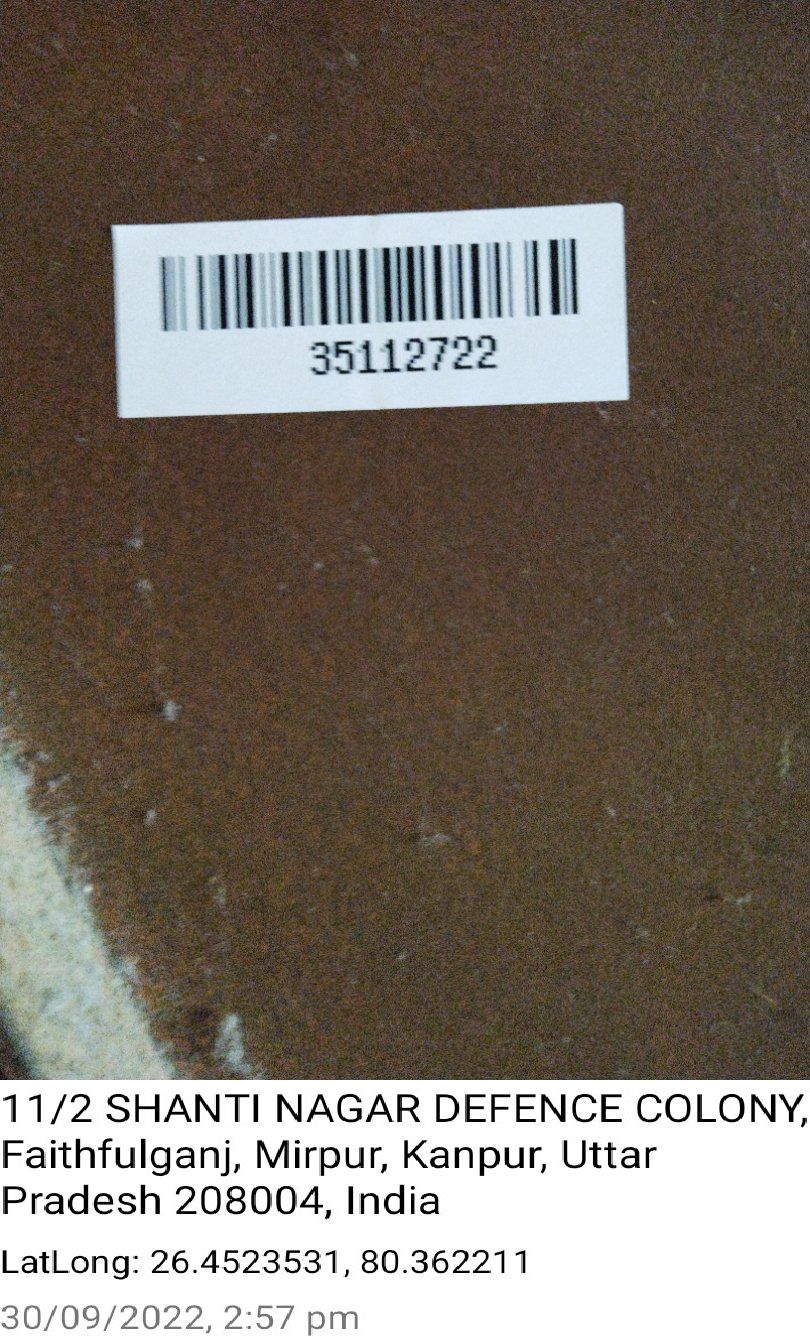 35112722
11/2 SHANTI NAGAR DEFENCE COLONY,
Faithfulganj, Mirpur, Kanpur, Uttar
Pradesh 208004, India
LatLong: 26.4523531, 80.362211
30/09/2022, 2:57 pm